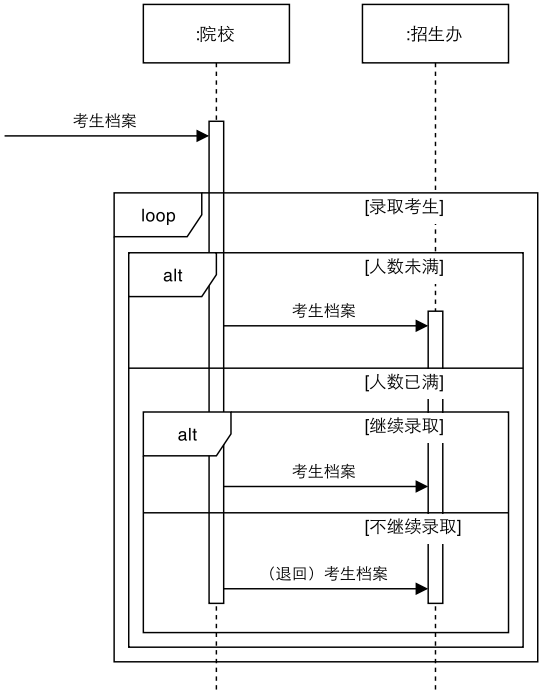 :院校
:招生办
考生档案
loop
[录取考生]
alt
[人数未满]
考生档案
[人数已满]
alt
[继续录取]
考生档案
[不继续录取]
（退回）考生档案